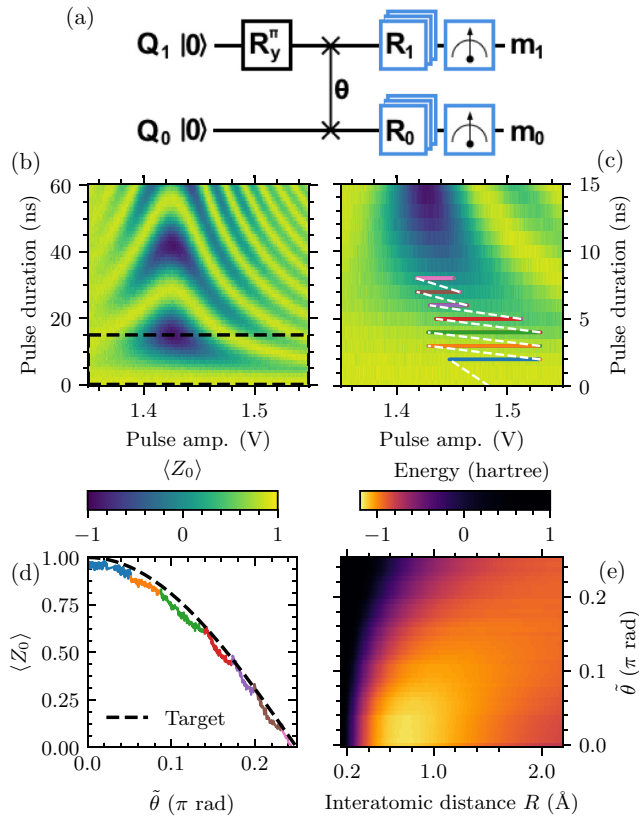 (a)
Q1 |0⟩ Ryπ R1 m1
θ
Q0 |0⟩ R0 m0
(b) (c)
Pulse duration (ns)
60
40
20
0
1.4 1.5
Pulse amp. (V)
15
10
5
0
Pulse duration (ns)
1.4 1.5
Pulse amp. (V)
⟨Z0⟩
−1 0 1
Energy (hartree)
−1 0 1
(d)
⟨Z0⟩
1.00
0.75
0.50
0.25
0.00
Target
0.0 0.1 0.2
θ̃ (π rad)
(e)
0.2
0.1
0.0
θ̃ (π rad)
0.2 1.0 2.0
Interatomic distance R (Å)